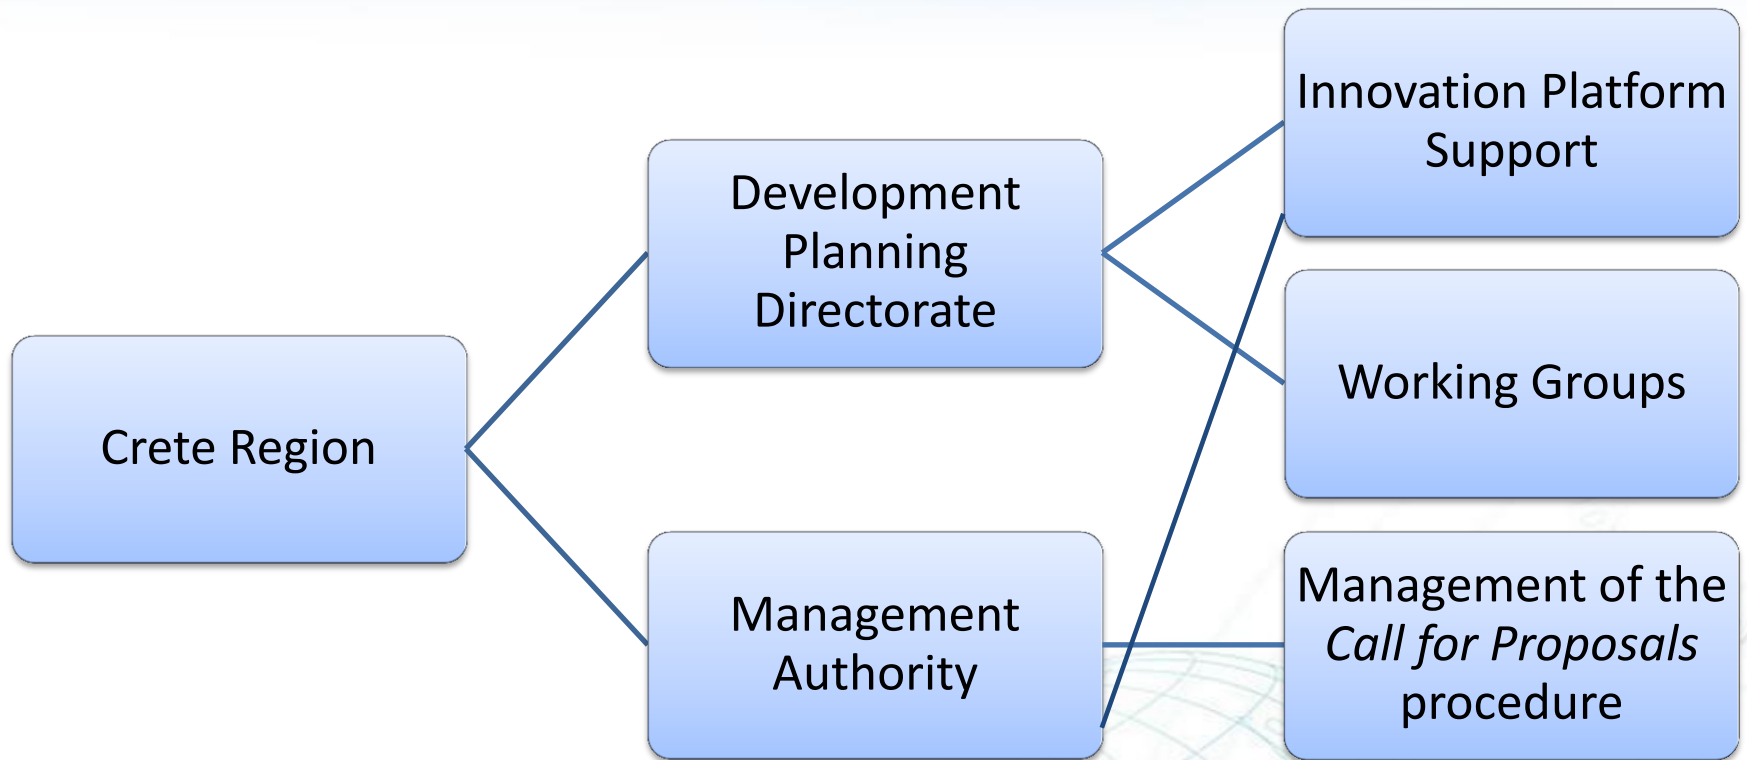 Crete Region
Development
Planning
Directorate
Management
Authority
Innovation Platform
Support
Working Groups
Management of the
Call for Proposals
procedure